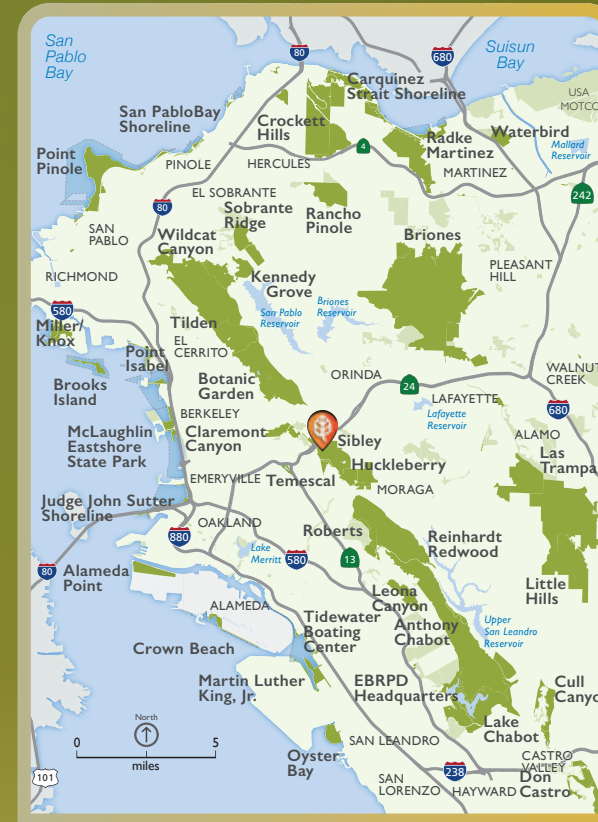 San
Pablo
Bay
80
680
Suisun
Bay
Carquinez
Strait Shoreline
USA
MOTCO
San PabloBay
Shoreline
Crockett
Hills
Radke
Martinez
Waterbird
Mallard
Reservoir
Point
Pinole
PINOLE
HERCULES
4
MARTINEZ
242
EL SOBRANTE
80
Sobrante
Ridge
Rancho
Pinole
SAN
PABLO
Wildcat
Canyon
Briones
RICHMOND
Kennedy
Grove
PLEASANT
HILL
580
San Pablo
Reservoir
Briones
Reservoir
Miller/
Knox
Tilden
EL
CERRITO
Point
Isabel
Brooks
Island
Botanic
Garden
ORINDA
24
WALNUT
CREEK
LAFAYETTE
680
Lafayette
Reservoir
BERKELEY
McLaughlin
Eastshore
State Park
Claremont
Canyon
Sibley
ALAMO
Las
Trampa
Huckleberry
EMERYVILLE
Temescal
MORAGA
Judge John Sutter
Shoreline
OAKLAND
Roberts
880
Lake
Merritt
580
13
Reinhardt
Redwood
80
Alameda
Point
Leona
Canyon
Little
Hills
ALAMEDA
Tidewater
Boating
Center
Anthony
Chabot
Upper
San Leandro
Reservoir
Crown Beach
Martin Luther
King, Jr.
EBRPD
Headquarters
Cull
Canyo
North
0
5
miles
Lake
Chabot
SAN LEANDRO
Oyster
Bay
CASTRO
VALLEY
101
238
Don
Castro
SAN
LORENZO
HAYWARD